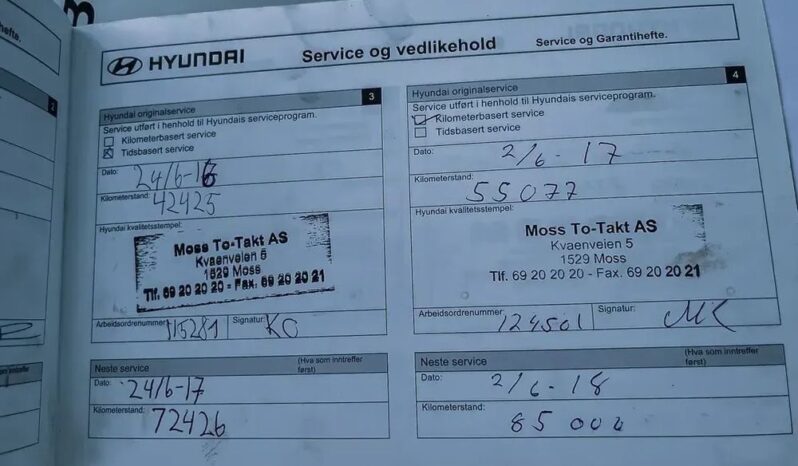 HYUNDAI
Service og vedlikehold
Service og Garantihefte.
3
Hyundai originalservice
Service utført i henhold til Hyundais serviceprogram.
Kilometerbasert service
Tidsbasert service
Dato:
24/6-16
Kilometerstand:
42425
Hyundai kvalitetsstempel:
Moss To-Takt AS
Kvaenveien 5
1529 Moss
Tlf. 69 20 20 20 - Fax. 69 20 20 21
Arbeidsordrenummer:
115281
Signatur:
KO
Neste service
(Hva som inntreffer først)
Dato:
24/6-17
Kilometerstand:
72426
4
Hyundai originalservice
Service utført i henhold til Hyundais serviceprogram.
Kilometerbasert service
Tidsbasert service
Dato:
2/6-17
Kilometerstand:
55077
Hyundai kvalitetsstempel:
Moss To-Takt AS
Kvaenveien 5
1529 Moss
Tlf. 69 20 20 20 - Fax. 69 20 20 21
Arbeidsordrenummer:
124501
Signatur:
MK
Neste service
(Hva som inntreffer først)
Dato:
2/6-18
Kilometerstand:
85 000
2